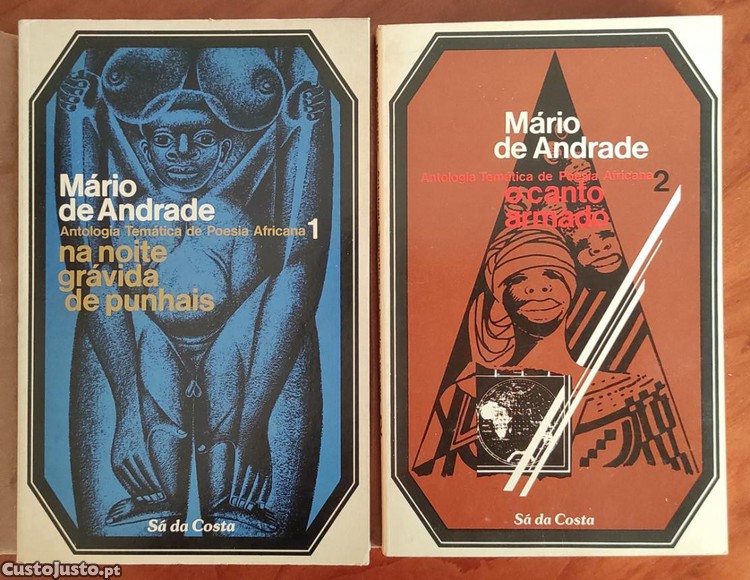 Mário
de Andrade
Antologia Temática de Poesia Africana 1
na noite
grávida
de punhais
Sá da Costa
Mário
de Andrade
Antologia Temática de Poesia Africana 2
o canto
armado
Sá da Costa
CustoJusto.pt